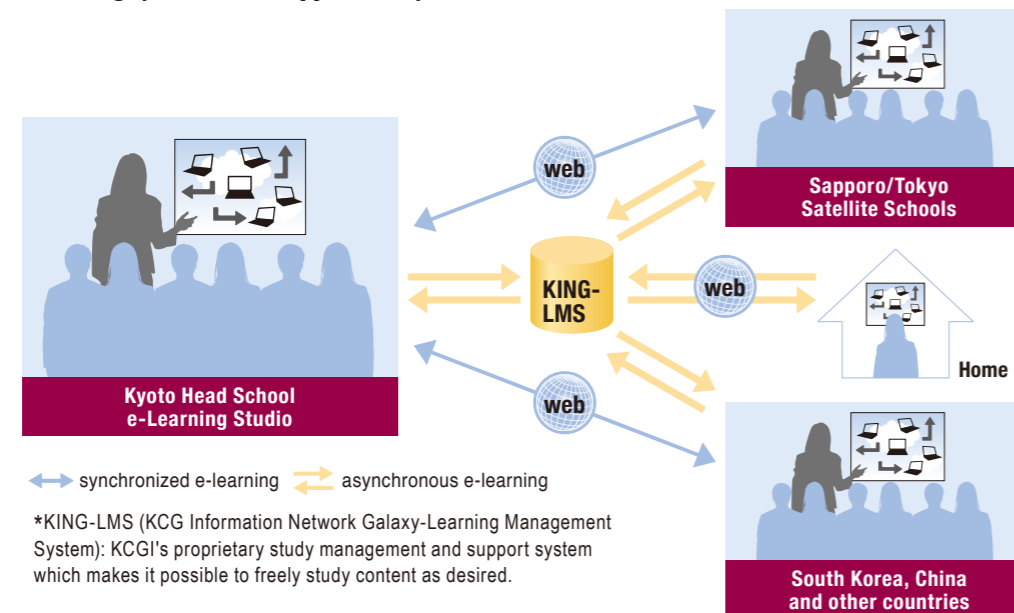 Sapporo/Tokyo
Satellite Schools
web
KING-
LMS
web
Home
Kyoto Head School
e-Learning Studio
web
synchronized e-learning
asynchronous e-learning
*KING-LMS (KCG Information Network Galaxy-Learning Management
System): KCGI's proprietary study management and support system
which makes it possible to freely study content as desired.
South Korea, China
and other countries